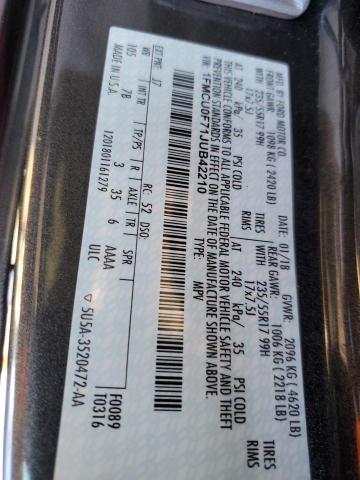 MFD. BY FORD MOTOR CO.
DATE: 01/18 GVWR: 2096 KG (4620 LB)
FRONT GAWR: 1098 KG (2420 LB) REAR GAWR: 1006 KG (2218 LB)
235/55R17 99H TIRES 235/55R17 99H TIRES
17x7.5J RIMS 17x7.5J RIMS
AT 240 kPa/ 35 PSI COLD AT 240 kPa/ 35 PSI COLD
THIS VEHICLE CONFORMS TO ALL APPLICABLE FEDERAL MOTOR VEHICLE SAFETY AND THEFT
PREVENTION STANDARDS IN EFFECT ON THE DATE OF MANUFACTURE SHOWN ABOVE.
VIN: 1FMCU0F71JUB42210
TYPE: MPV
EXT PNT: J7 RC: 52 DSO:
WB INT TR TP/PS R AXLE TR SPR
105 7B 3 35 6 AAAA
1201801161279 ULC F0089
T0316
▽ 5U5A-3520472-AA